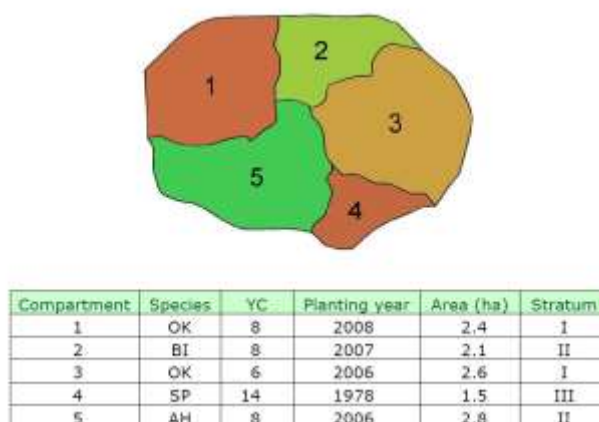 2
1
3
5
4
Compartment Species YC Planting year Area (ha) Stratum
1 OK 8 2008 2.4 I
2 BI 8 2007 2.1 II
3 OK 6 2006 2.6 I
4 SP 14 1978 1.5 III
5 AH 8 2006 2.8 II